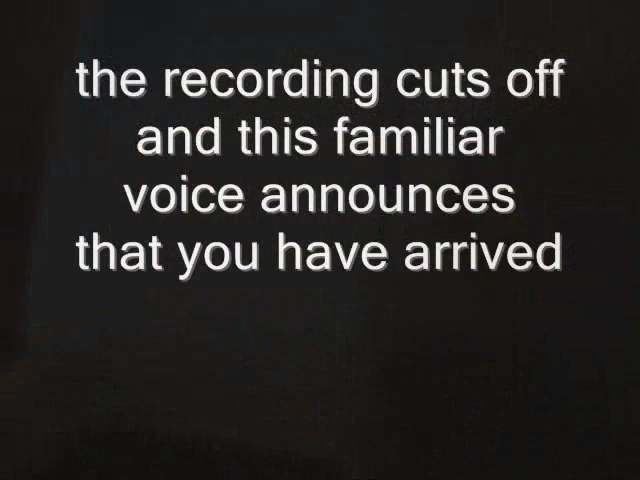 the recording cuts off
and this familiar
voice announces
that you have arrived